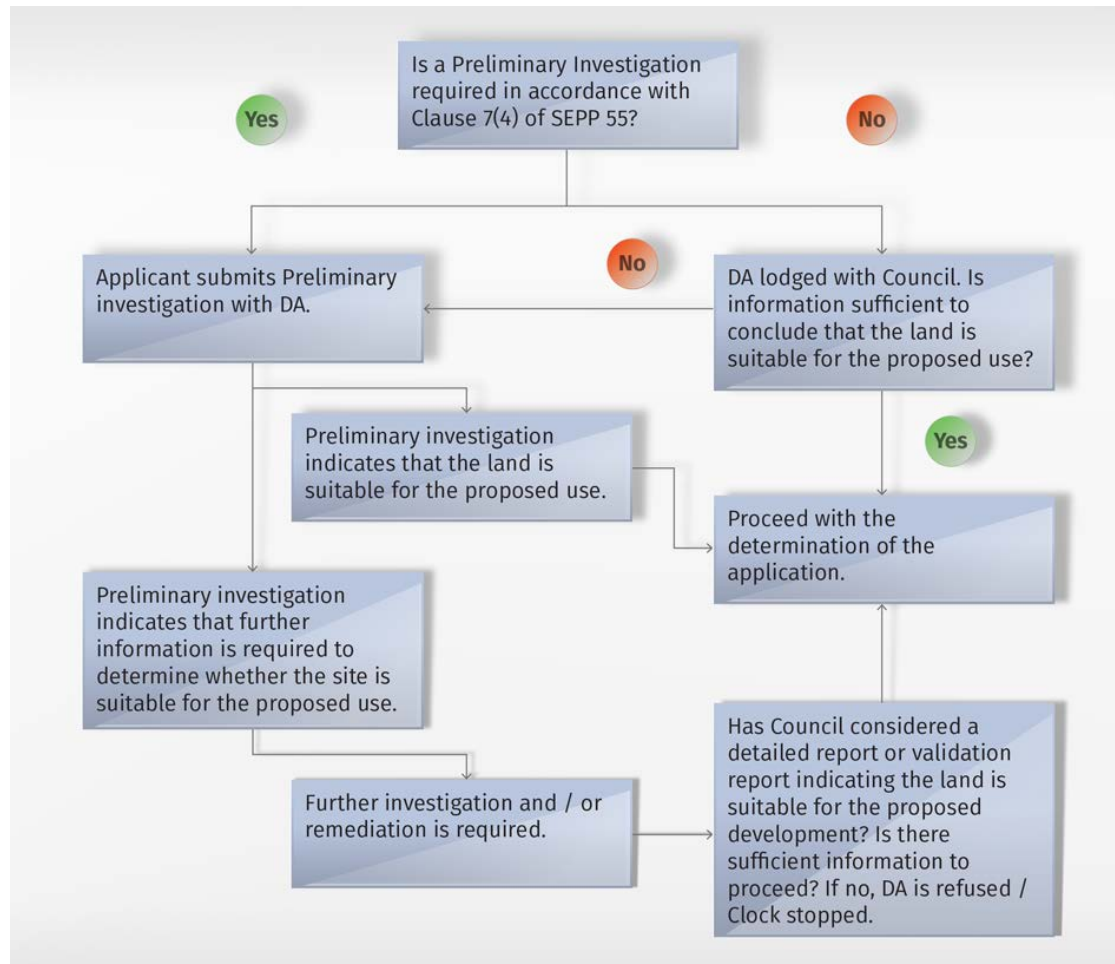 Is a Preliminary Investigation
required in accordance with
Clause 7(4) of SEPP 55?
Yes
No
Applicant submits Preliminary
investigation with DA.
No
DA lodged with Council. Is
information sufficient to
conclude that the land is
suitable for the proposed use?
Preliminary investigation
indicates that the land is
suitable for the proposed use.
Yes
Proceed with the
determination of the
application.
Preliminary investigation
indicates that further
information is required to
determine whether the site is
suitable for the proposed use.
Further investigation and / or
remediation is required.
Has Council considered a
detailed report or validation
report indicating the land is
suitable for the proposed
development? Is there
sufficient information to
proceed? If no, DA is refused /
Clock stopped.